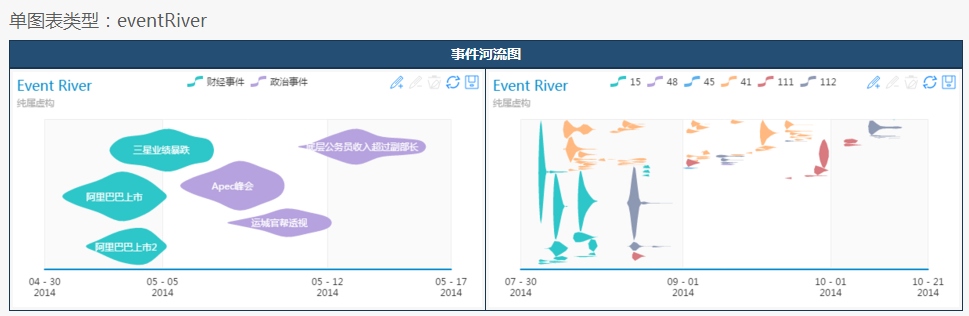 单图表类型：eventRiver
事件河流图
Event River
纯属虚构
财经事件
政治事件
三星业绩暴跌
底层公务员收入超过副部长
阿里巴巴上市
Apec峰会
运城官帮透视
阿里巴巴上市2
04 - 30
2014
05 - 05
2014
05 - 12
2014
05 - 17
2014
Event River
纯属虚构
15
48
45
41
111
112
07 - 30
2014
09 - 01
2014
10 - 01
2014
10 - 21
2014